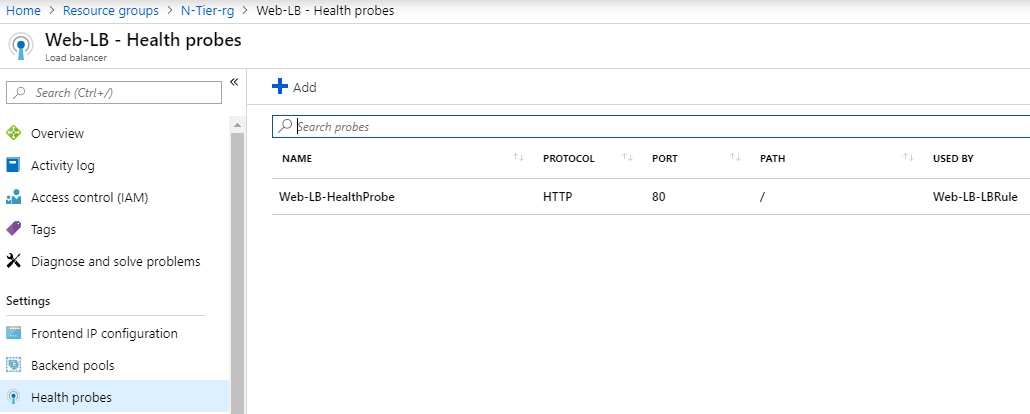 Home > Resource groups > N-Tier-rg > Web-LB - Health probes
Web-LB - Health probes
Load balancer
Search (Ctrl+/)
«
Overview
Activity log
Access control (IAM)
Tags
Diagnose and solve problems
Settings
Frontend IP configuration
Backend pools
Health probes
Add
Search probes
NAME PROTOCOL PORT PATH USED BY
Web-LB-HealthProbe HTTP 80 / Web-LB-LBRule